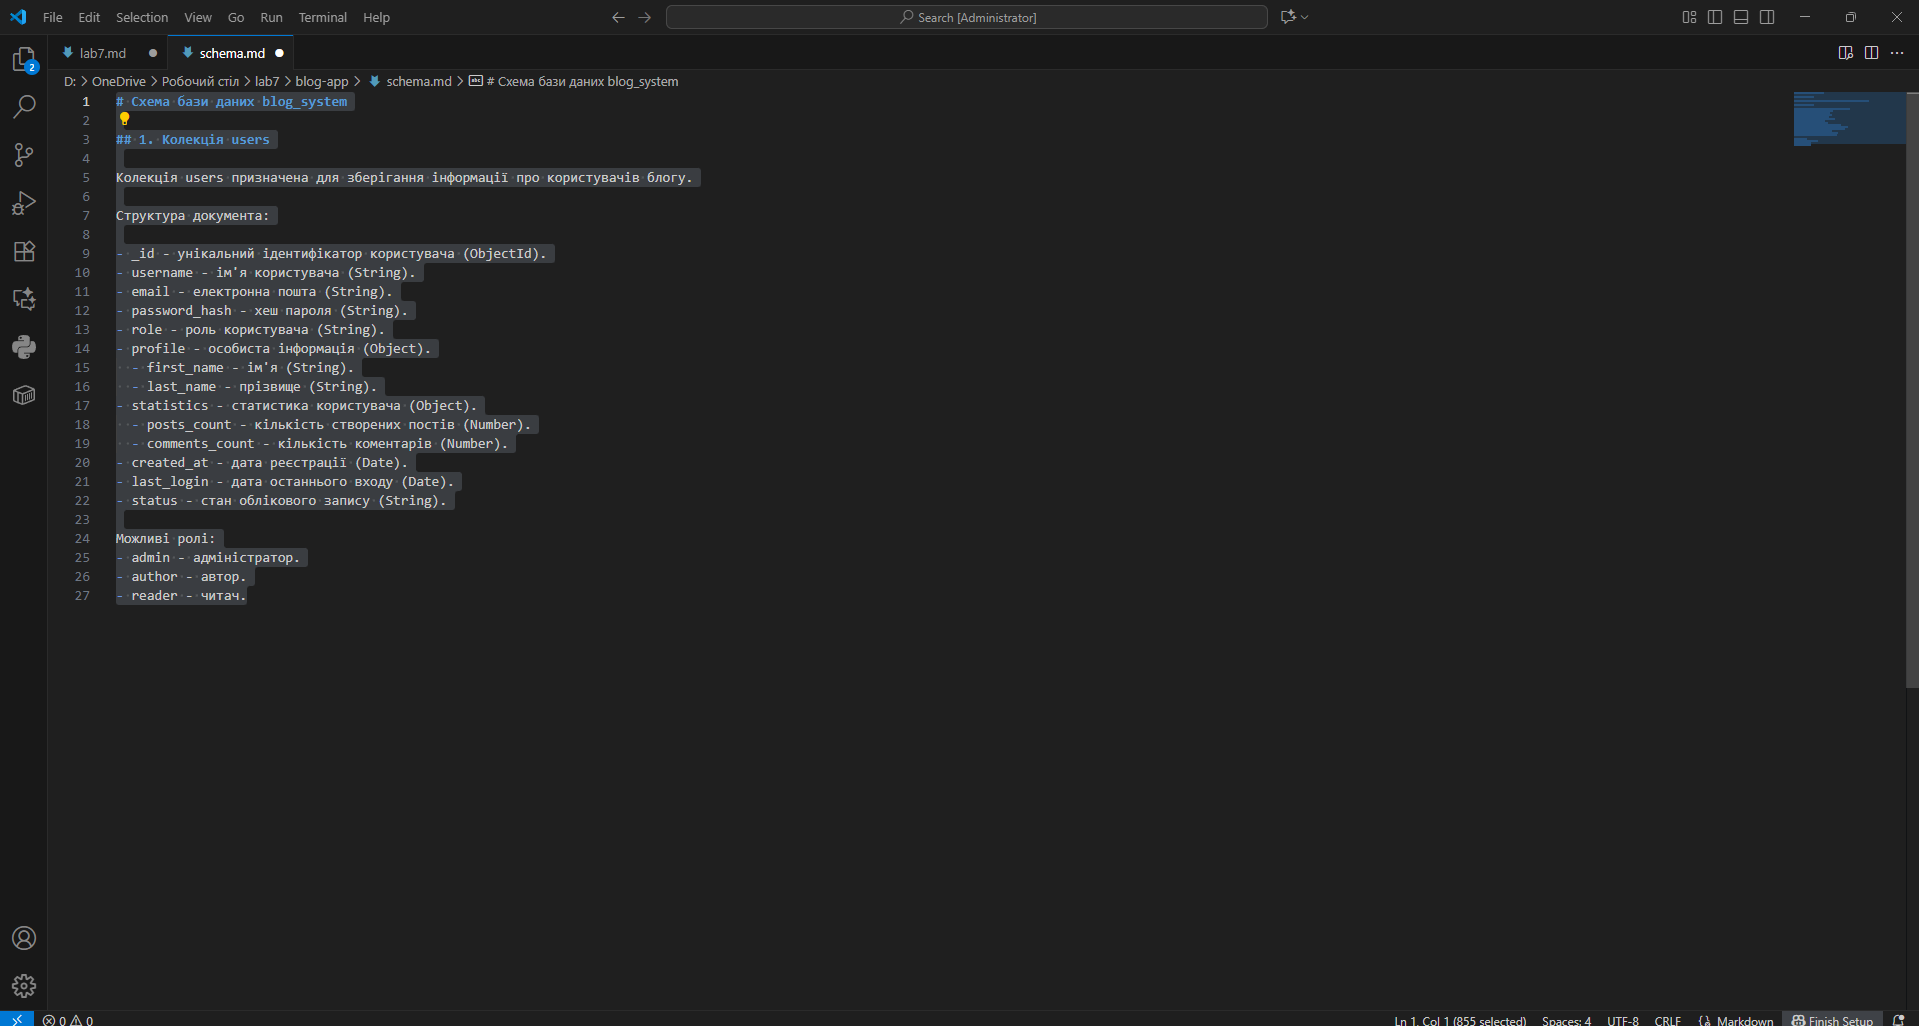 File Edit Selection View Go Run Terminal Help
Search [Administrator]
2
lab7.md
schema.md
D: > OneDrive > Робочий стіл > lab7 > blog-app > schema.md > # Схема бази даних blog_system
1 # Схема бази даних blog_system
2
3 ## 1. Колекція users
4
5 Колекція users призначена для зберігання інформації про користувачів блогу.
6
7 Структура документа:
8
9 - _id - унікальний ідентифікатор користувача (ObjectId).
10 - username - ім'я користувача (String).
11 - email - електронна пошта (String).
12 - password_hash - хеш пароля (String).
13 - role - роль користувача (String).
14 - profile - особиста інформація (Object).
15 - first_name - ім'я (String).
16 - last_name - прізвище (String).
17 - statistics - статистика користувача (Object).
18 - posts_count - кількість створених постів (Number).
19 - comments_count - кількість коментарів (Number).
20 - created_at - дата реєстрації (Date).
21 - last_login - дата останнього входу (Date).
22 - status - стан облікового запису (String).
23
24 Можливі ролі:
25 - admin - адміністратор.
26 - author - автор.
27 - reader - читач.
0 0
Ln 1, Col 1 (855 selected) Spaces: 4 UTF-8 CRLF {} Markdown Finish Setup